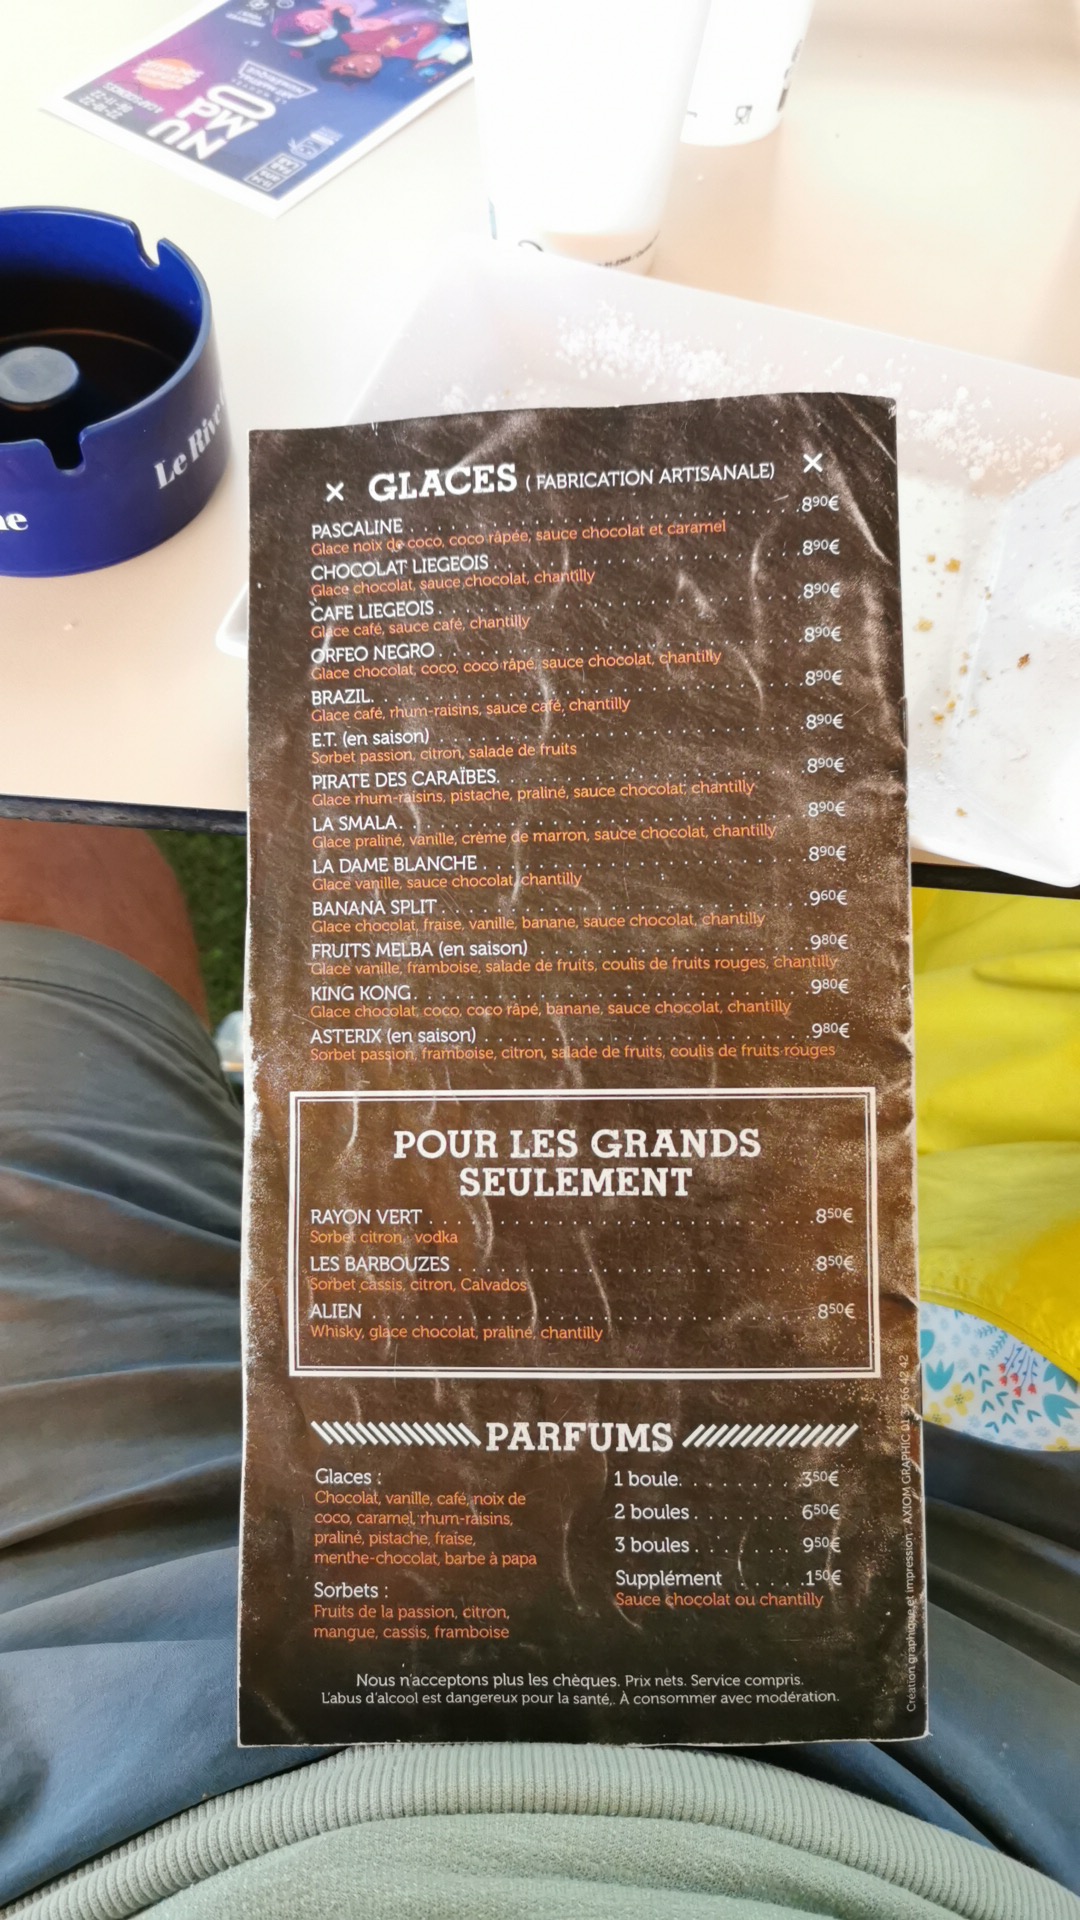 NUMOD
Le Rive
GLACES ( FABRICATION ARTISANALE)
PASCALINE . . . . 8⁹⁰€
Glace noix de coco, coco râpée, sauce chocolat et caramel
CHOCOLAT LIEGEOIS . . . . 8⁹⁰€
Glace chocolat, sauce chocolat, chantilly
CAFE LIEGEOIS . . . . 8⁹⁰€
Glace café, sauce café, chantilly
ORFEO NEGRO . . . . 8⁹⁰€
Glace chocolat, coco, coco râpé, sauce chocolat, chantilly
BRAZIL . . . . 8⁹⁰€
Glace café, rhum-raisins, sauce café, chantilly
E.T. (en saison) . . . . 8⁹⁰€
Sorbet passion, citron, salade de fruits
PIRATE DES CARAÏBES . . . . 8⁹⁰€
Glace rhum-raisins, pistache, praliné, sauce chocolat, chantilly
LA SMALA . . . . 8⁹⁰€
Glace praliné, vanille, crème de marron, sauce chocolat, chantilly
LA DAME BLANCHE . . . . 8⁹⁰€
Glace vanille, sauce chocolat, chantilly
BANANA SPLIT . . . . 9⁶⁰€
Glace chocolat, fraise, vanille, banane, sauce chocolat, chantilly
FRUITS MELBA (en saison) . . . . 9⁸⁰€
Glace vanille, framboise, salade de fruits, coulis de fruits rouges, chantilly
KING KONG . . . . 9⁸⁰€
Glace chocolat, coco, coco râpé, banane, sauce chocolat, chantilly
ASTERIX (en saison) . . . . 9⁸⁰€
Sorbet passion, framboise, citron, salade de fruits, coulis de fruits rouges
POUR LES GRANDS
SEULEMENT
RAYON VERT . . . . 8⁵⁰€
Sorbet citron, vodka
LES BARBOUZES . . . . 8⁵⁰€
Sorbet cassis, citron, Calvados
ALIEN . . . . 8⁵⁰€
Whisky, glace chocolat, praliné, chantilly
PARFUMS
Glaces :
Chocolat, vanille, café, noix de
coco, caramel, rhum-raisins,
praliné, pistache, fraise,
menthe-chocolat, barbe à papa
Sorbets :
Fruits de la passion, citron,
mangue, cassis, framboise
1 boule . . . . 3⁵⁰€
2 boules . . . . 6⁵⁰€
3 boules . . . . 9⁵⁰€
Supplément . . . . 1⁵⁰€
Sauce chocolat ou chantilly
Nous n'acceptons plus les chèques. Prix nets. Service compris.
L'abus d'alcool est dangereux pour la santé,. À consommer avec modération.
Création graphique et impression : AXIOM GRAPHIC 01 66 42 42